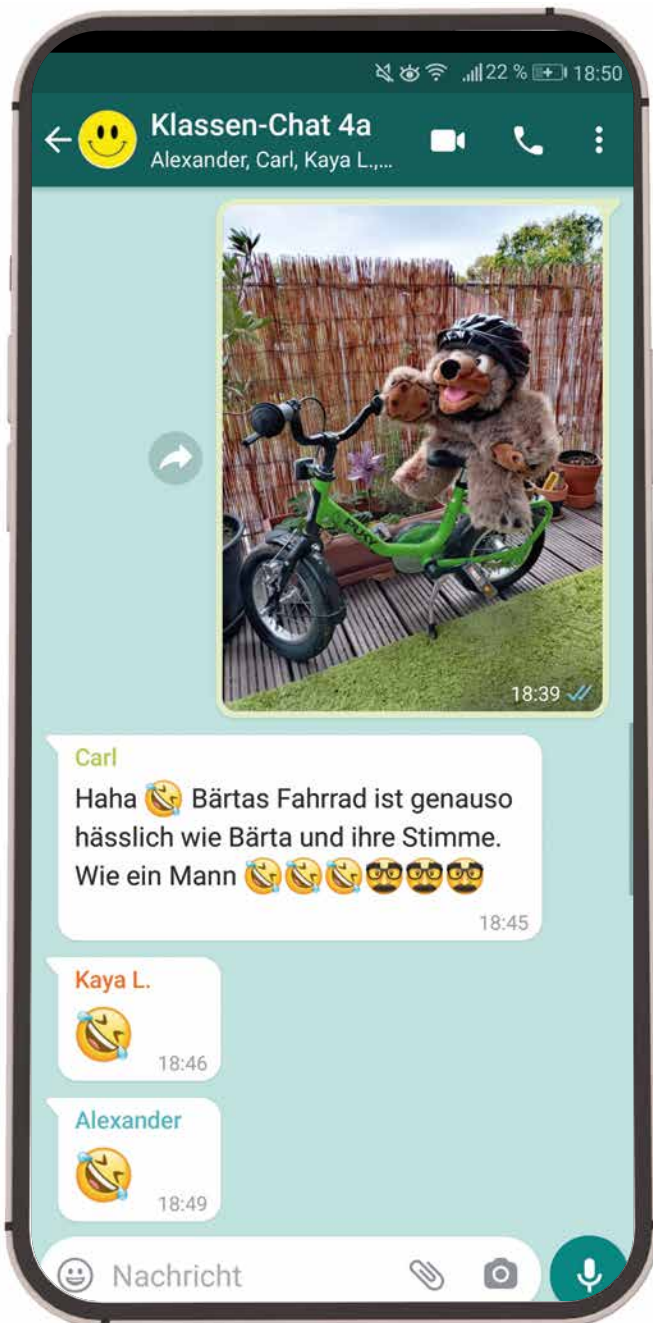 22 % 18:50
Klassen-Chat 4a
Alexander, Carl, Kaya L.,...
PUKY
18:39
Carl
Haha 🤣 Bärtas Fahrrad ist genauso
hässlich wie Bärta und ihre Stimme.
Wie ein Mann 🤣🤣🤣🥸🥸🥸
18:45
Kaya L.
🤣
18:46
Alexander
🤣
18:49
Nachricht